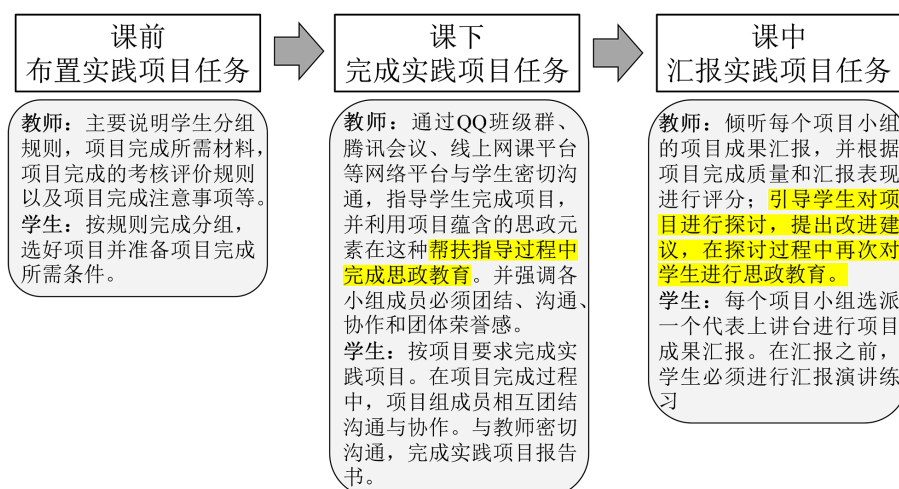 课前
布置实践项目任务
教师：主要说明学生分组
规则，项目完成所需材料，
项目完成的考核评价规则
以及项目完成注意事项等。
学生：按规则完成分组，
选好项目并准备项目完成
所需条件。
课下
完成实践项目任务
教师：通过QQ班级群、
腾讯会议、线上网课平台
等网络平台与学生密切沟
通，指导学生完成项目，
并利用项目蕴含的思政元
素在这种帮扶指导过程中
完成思政教育。并强调各
小组成员必须团结、沟通、
协作和团体荣誉感。
学生：按项目要求完成实
践项目。在项目完成过程
中，项目组成员相互团结
沟通与协作。与教师密切
沟通，完成实践项目报告
书。
课中
汇报实践项目任务
教师：倾听每个项目小组
的项目成果汇报，并根据
项目完成质量和汇报表现
进行评分；引导学生对项
目进行探讨，提出改进建
议，在探讨过程中再次对
学生进行思政教育。
学生：每个项目小组选派
一个代表上讲台进行项目
成果汇报。在汇报之前，
学生必须进行汇报演讲练
习